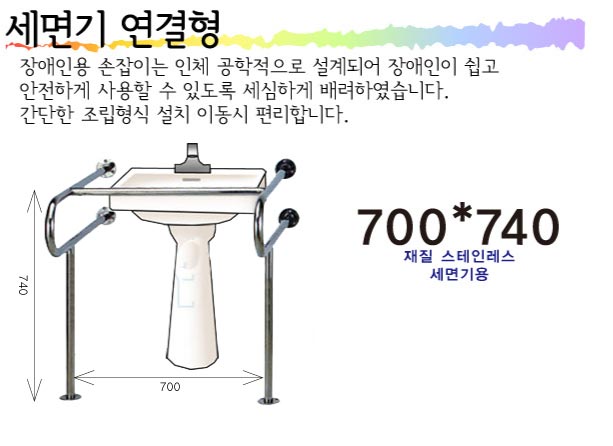 세면기 연결형
장애인용 손잡이는 인체 공학적으로 설계되어 장애인이 쉽고
안전하게 사용할 수 있도록 세심하게 배려하였습니다.
간단한 조립형식 설치 이동시 편리합니다.
700*740
재질 스테인레스
세면기용
740
700